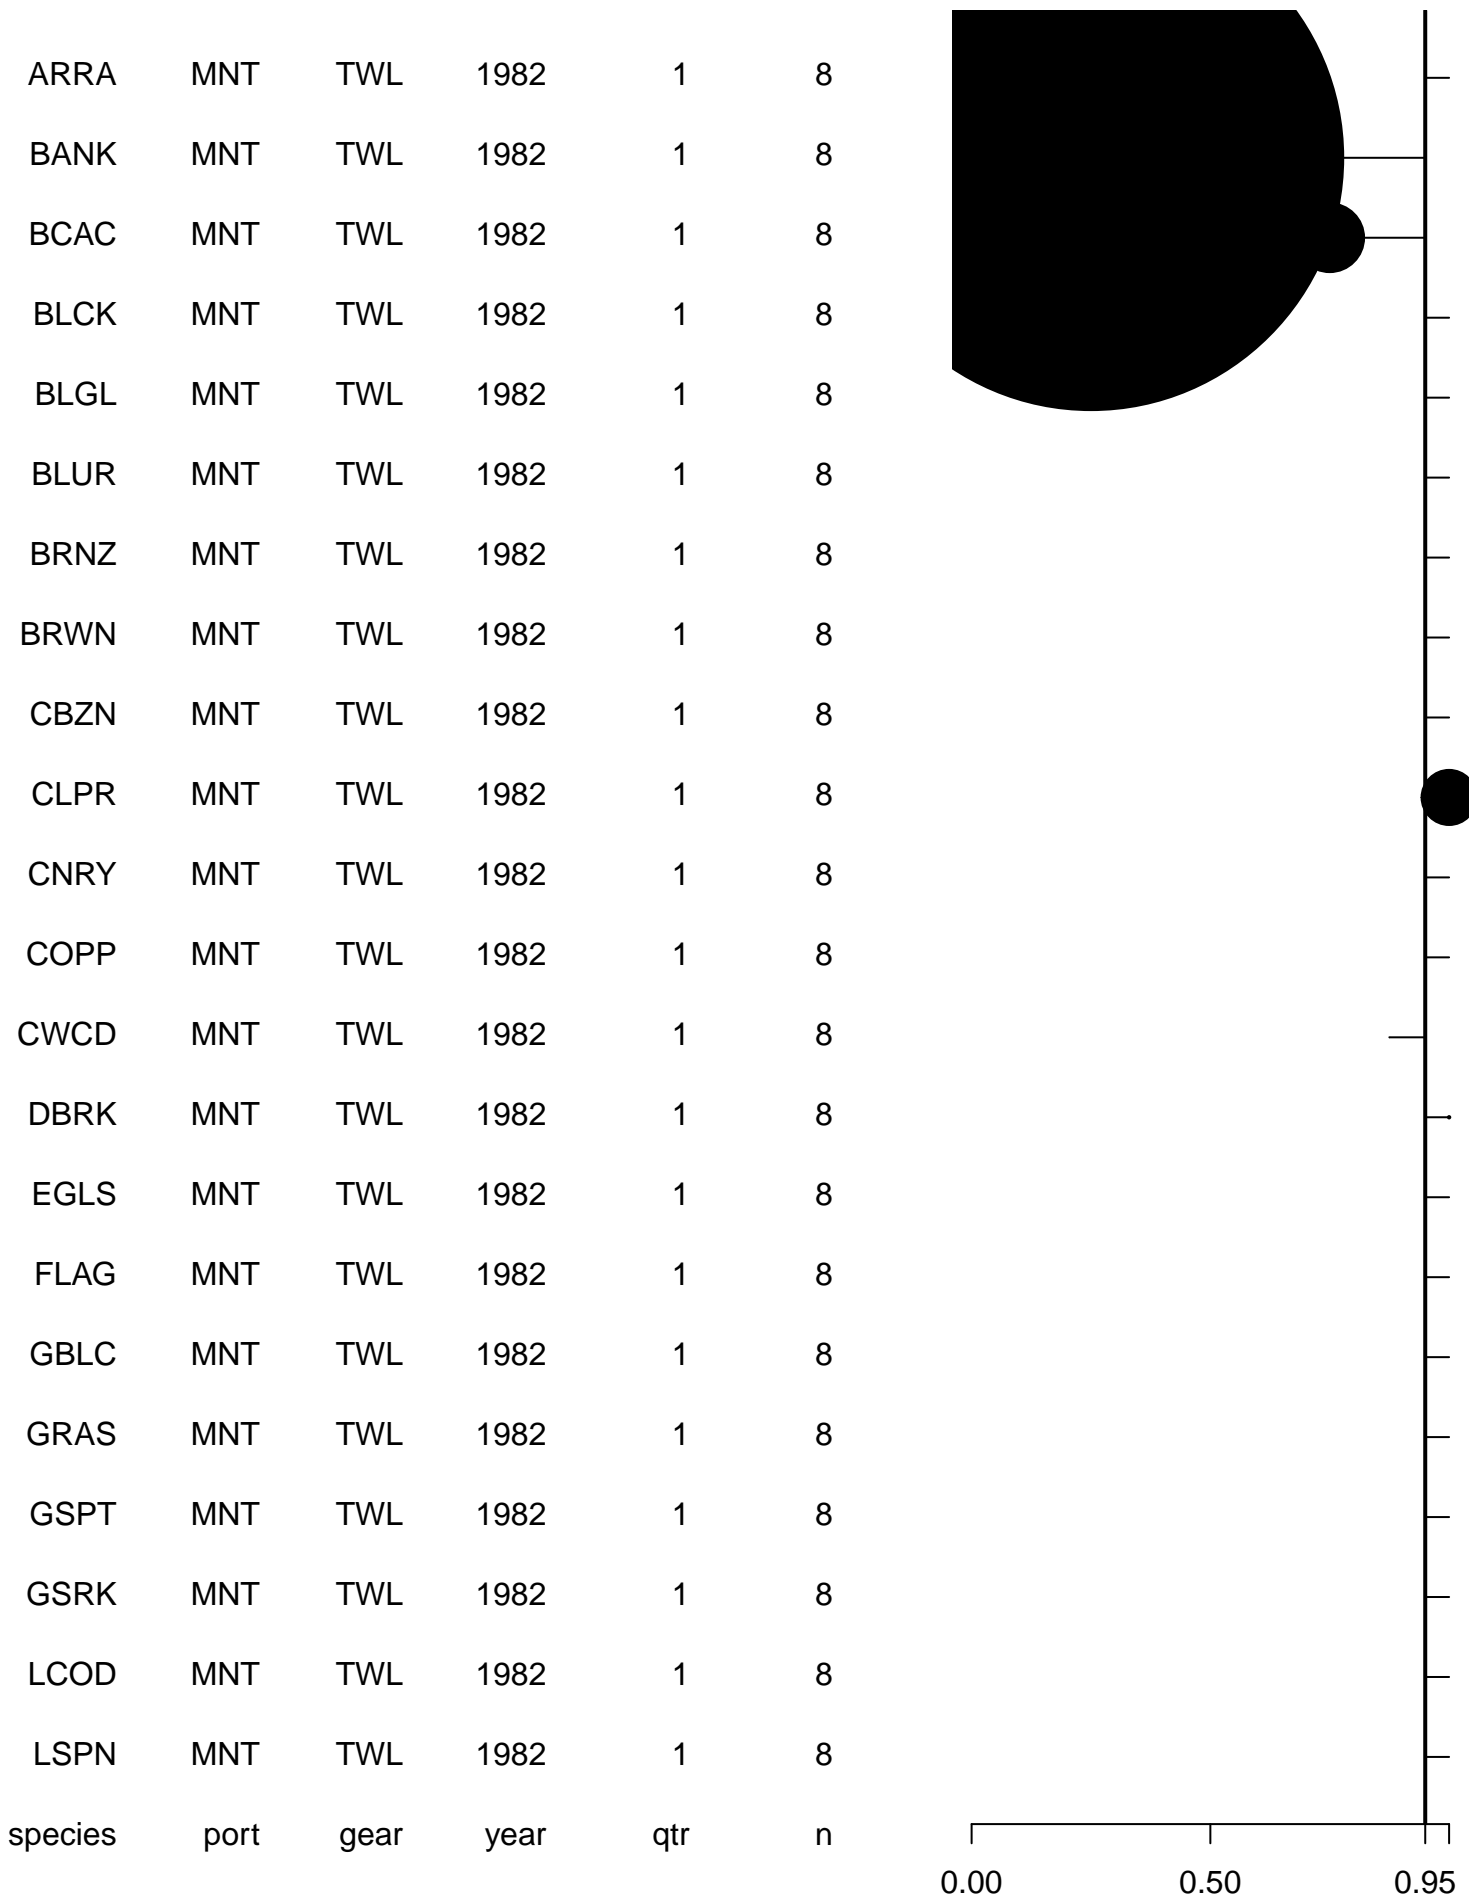 ARRA MNT TWL 1982 1 8
BANK MNT TWL 1982 1 8
BCAC MNT TWL 1982 1 8
BLCK MNT TWL 1982 1 8
BLGL MNT TWL 1982 1 8
BLUR MNT TWL 1982 1 8
BRNZ MNT TWL 1982 1 8
BRWN MNT TWL 1982 1 8
CBZN MNT TWL 1982 1 8
CLPR MNT TWL 1982 1 8
CNRY MNT TWL 1982 1 8
COPP MNT TWL 1982 1 8
CWCD MNT TWL 1982 1 8
DBRK MNT TWL 1982 1 8
EGLS MNT TWL 1982 1 8
FLAG MNT TWL 1982 1 8
GBLC MNT TWL 1982 1 8
GRAS MNT TWL 1982 1 8
GSPT MNT TWL 1982 1 8
GSRK MNT TWL 1982 1 8
LCOD MNT TWL 1982 1 8
LSPN MNT TWL 1982 1 8
species port gear year qtr n
0.00 0.50 0.95